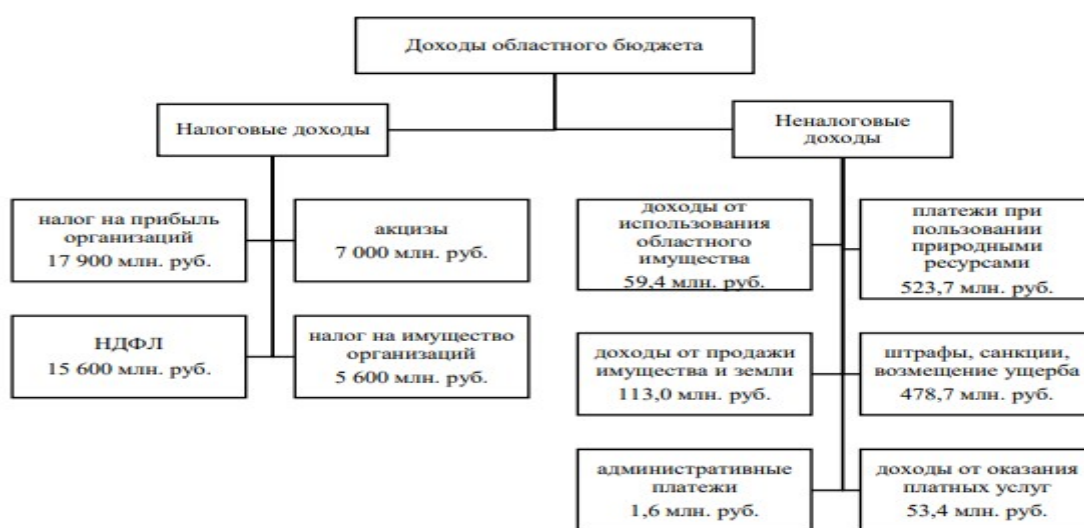 Доходы областного бюджета
Налоговые доходы
Неналоговые
доходы
налог на прибыль
организаций
17 900 млн. руб.
акцизы
7 000 млн. руб.
НДФЛ
15 600 млн. руб.
налог на имущество
организаций
5 600 млн. руб.
доходы от
использования
областного
имущества
59,4 млн. руб.
платежи при
пользовании
природными
ресурсами
523,7 млн. руб.
доходы от продажи
имущества и земли
113,0 млн. руб.
штрафы, санкции,
возмещение ущерба
478,7 млн. руб.
административные
платежи
1,6 млн. руб.
доходы от оказания
платных услуг
53,4 млн. руб.